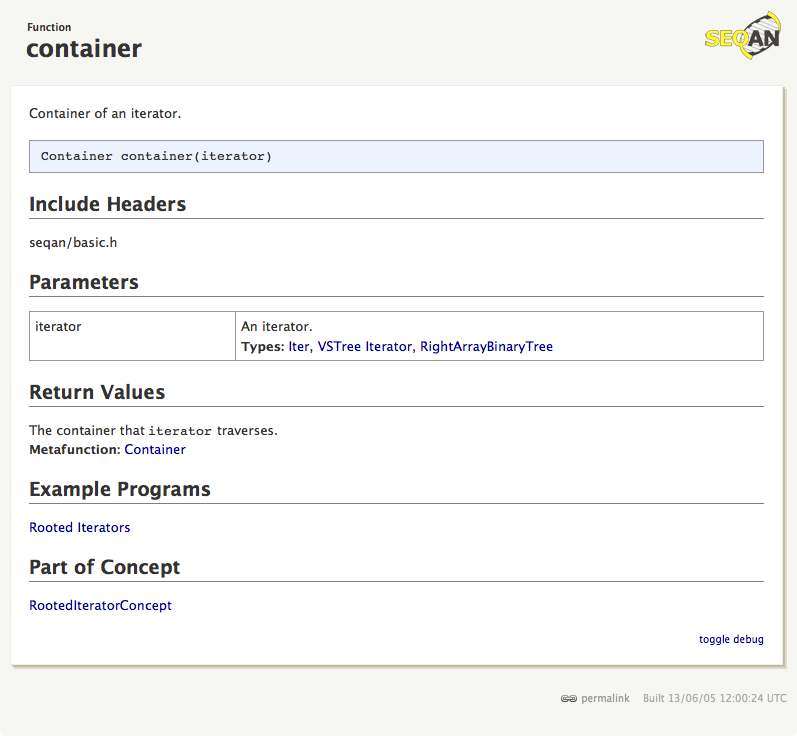 Function
container
SEQAN
Container of an iterator.
Container container(iterator)
Include Headers
seqan/basic.h
Parameters
iterator
An iterator.
Types: Iter, VSTree Iterator, RightArrayBinaryTree
Return Values
The container that iterator traverses.
Metafunction: Container
Example Programs
Rooted Iterators
Part of Concept
RootedIteratorConcept
toggle debug
permalink Built 13/06/05 12:00:24 UTC